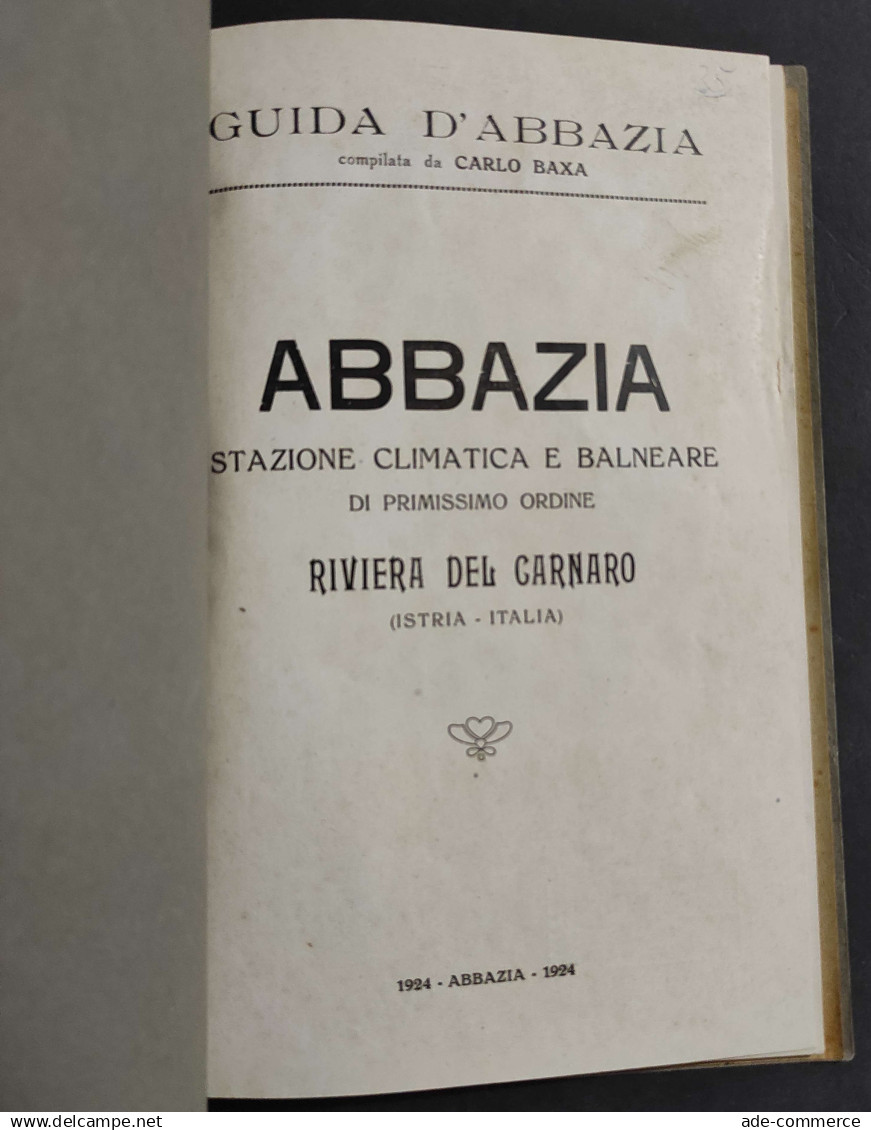 GUIDA D'ABBAZIA
compilata da CARLO BAXA
ABBAZIA
STAZIONE CLIMATICA E BALNEARE
DI PRIMISSIMO ORDINE
RIVIERA DEL CARNARO
(ISTRIA - ITALIA)
1924 - ABBAZIA - 1924
delcampe.net
ade-commerce